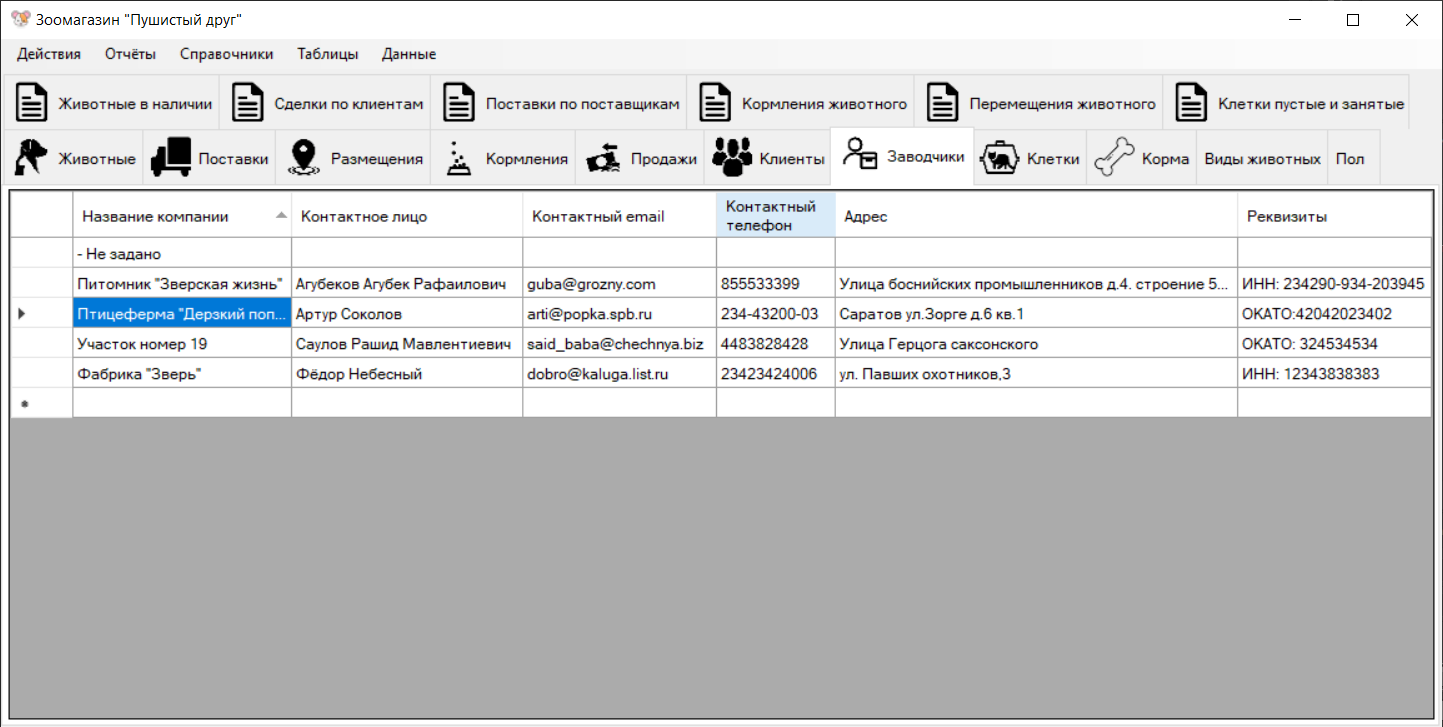 Зоомагазин "Пушистый друг"
Действия Отчёты Справочники Таблицы Данные
Животные в наличии Сделки по клиентам Поставки по поставщикам Кормления животного Перемещения животного Клетки пустые и занятые
Животные Поставки Размещения Кормления Продажи Клиенты Заводчики Клетки Корма Виды животных Пол
Название компании Контактное лицо Контактный email Контактный телефон Адрес Реквизиты
- Не задано
Питомник "Зверская жизнь" Агубеков Агубек Рафаилович guba@grozny.com 855533399 Улица боснийских промышленников д.4. строение 5... ИНН: 234290-934-203945
Птицеферма "Дерзкий поп... Артур Соколов arti@popka.spb.ru 234-43200-03 Саратов ул.Зорге д.6 кв.1 ОКАТО:42042023402
Участок номер 19 Саулов Рашид Мавлентиевич said_baba@chechnya.biz 4483828428 Улица Герцога саксонского ОКАТО: 324534534
Фабрика "Зверь" Фёдор Небесный dobro@kaluga.list.ru 23423424006 ул. Павших охотников,3 ИНН: 12343838383